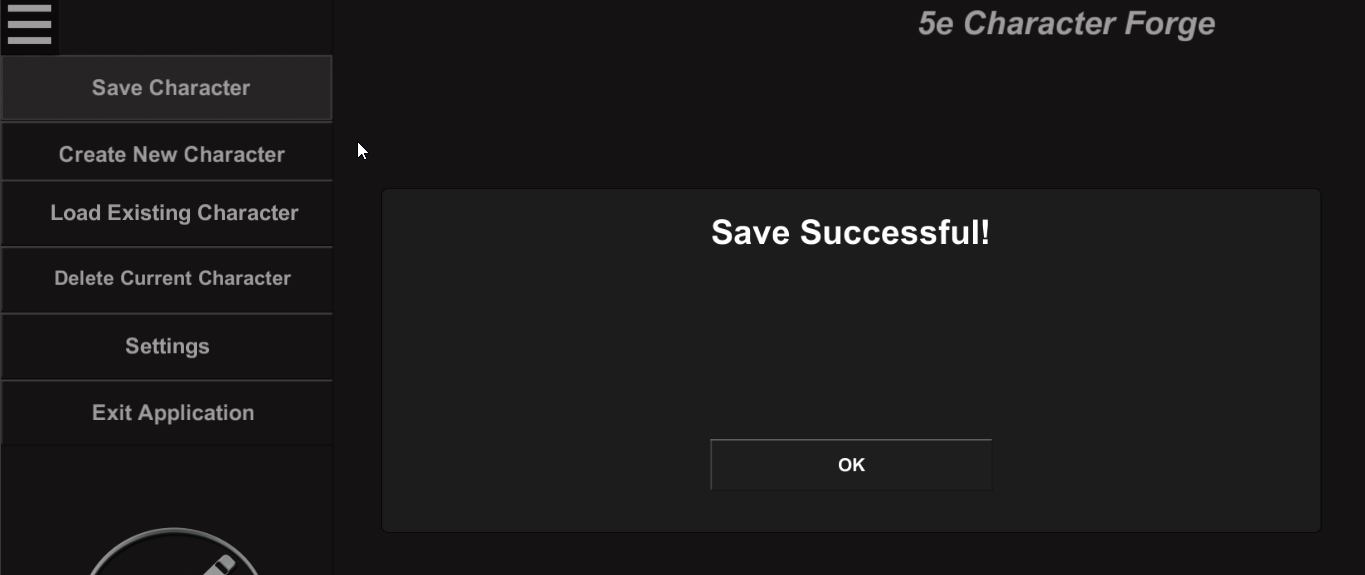 5e Character Forge
Save Character
Create New Character
Load Existing Character
Delete Current Character
Settings
Exit Application
Save Successful!
OK